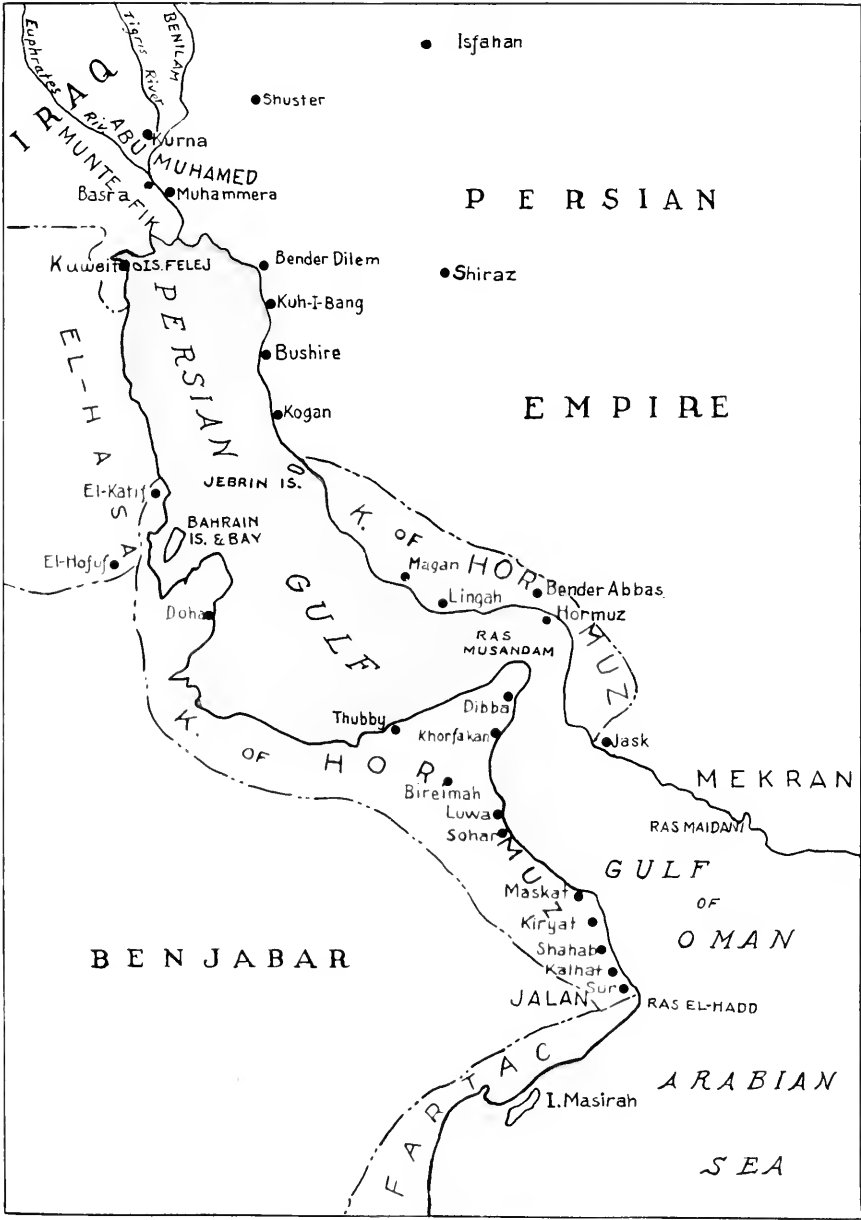 Euphrates Riv.
Tigris River
BENILAM
Isfahan
Shuster
IRAQ
ABU MUHAMED
Kurna
MUNTEFIK
Basra
Muhammera
PERSIAN
EMPIRE
Kuweit
IS. FELEJ
Bender Dilem
Shiraz
Kuh-I-Bang
Bushire
Kogan
PERSIAN
GULF
EL-HASA
JEBRIN IS.
El-Katif
BAHRAIN
IS. & BAY
El-Hofuf
K. OF HORMUZ
Magan
Bender Abbas
Lingah
Hormuz
Doha
RAS
MUSANDAM
Dibba
Thubby
Khorfakan
Jask
K. OF HORMUZ
Bireimah
MEKRAN
Luwa
Sohar
RAS MAIDANI
GULF
OF
OMAN
Maskat
Kiryat
Shahab
Kalhat
Sur
BENJABAR
JALAN
RAS EL-HADD
FARTAC
I. Masirah
ARABIAN
SEA